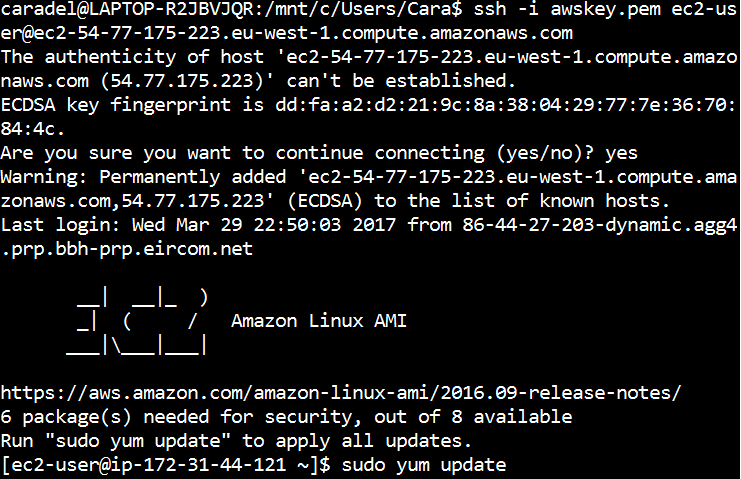 caradel@LAPTOP-R2JBVJQR:/mnt/c/Users/Cara$ ssh -i awskey.pem ec2-us
er@ec2-54-77-175-223.eu-west-1.compute.amazonaws.com
The authenticity of host 'ec2-54-77-175-223.eu-west-1.compute.amazo
naws.com (54.77.175.223)' can't be established.
ECDSA key fingerprint is dd:fa:a2:d2:21:9c:8a:38:04:29:77:7e:36:70:
84:4c.
Are you sure you want to continue connecting (yes/no)? yes
Warning: Permanently added 'ec2-54-77-175-223.eu-west-1.compute.ama
zonaws.com,54.77.175.223' (ECDSA) to the list of known hosts.
Last login: Wed Mar 29 22:50:03 2017 from 86-44-27-203-dynamic.agg4
.prp.bbh-prp.eircom.net

       __|  __|_  )
       _|  (     /   Amazon Linux AMI
      ___|\___|___|

https://aws.amazon.com/amazon-linux-ami/2016.09-release-notes/
6 package(s) needed for security, out of 8 available
Run "sudo yum update" to apply all updates.
[ec2-user@ip-172-31-44-121 ~]$ sudo yum update